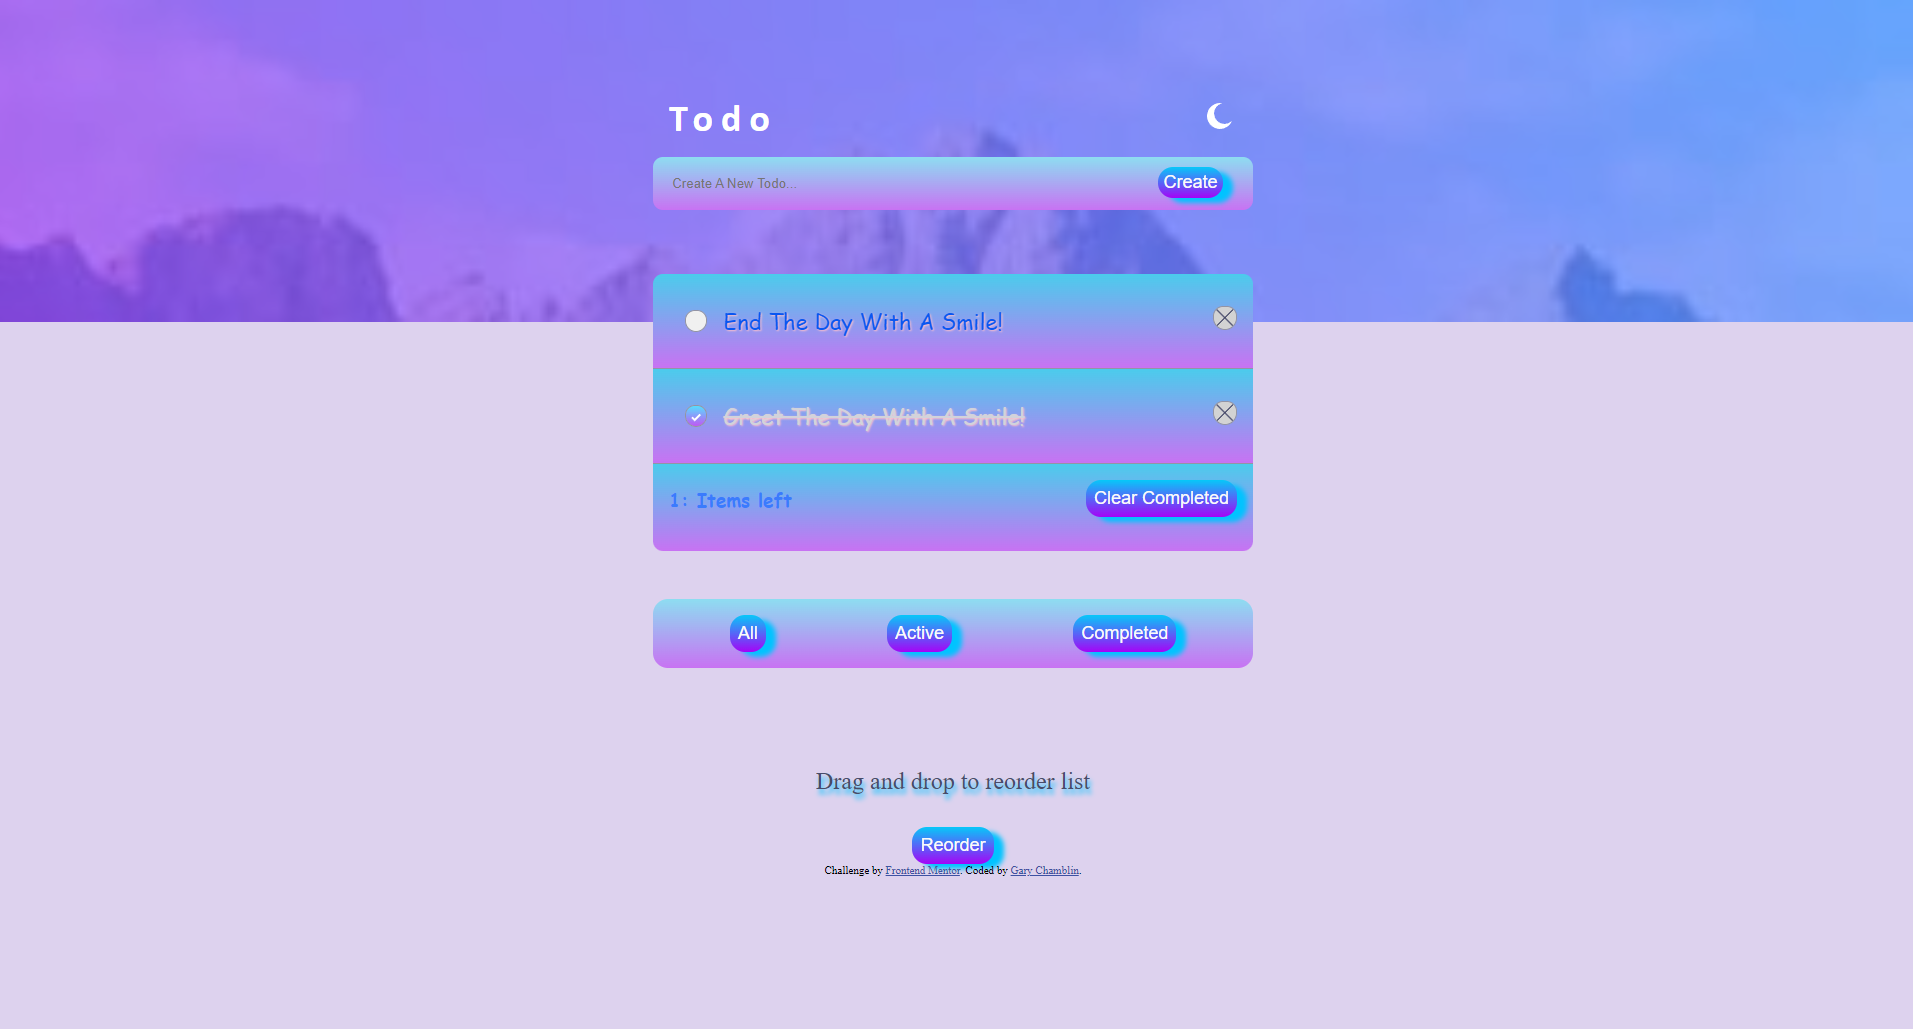 Todo
Create A New Todo...
Create
End The Day With A Smile!
Greet The Day With A Smile!
1: Items left
Clear Completed
All
Active
Completed
Drag and drop to reorder list
Reorder
Challenge by Frontend Mentor. Coded by Gary Chamblin.